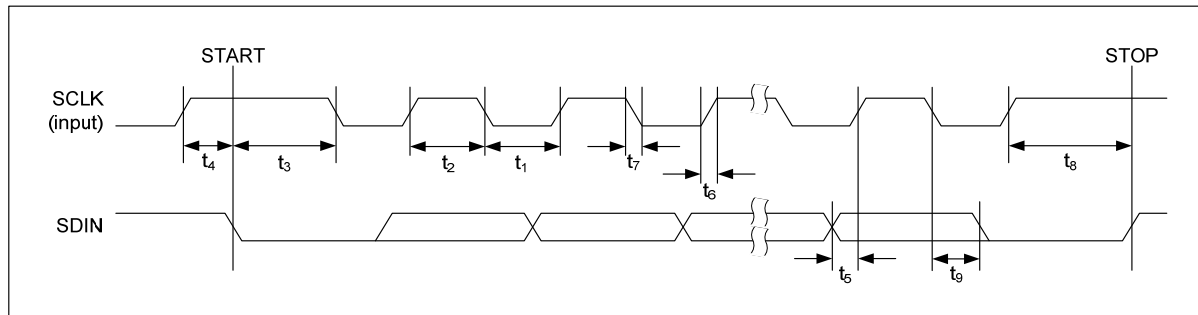 START
STOP
SCLK
(input)
t4
t3
t2
t1
t7
t6
t8
SDIN
t5
t9